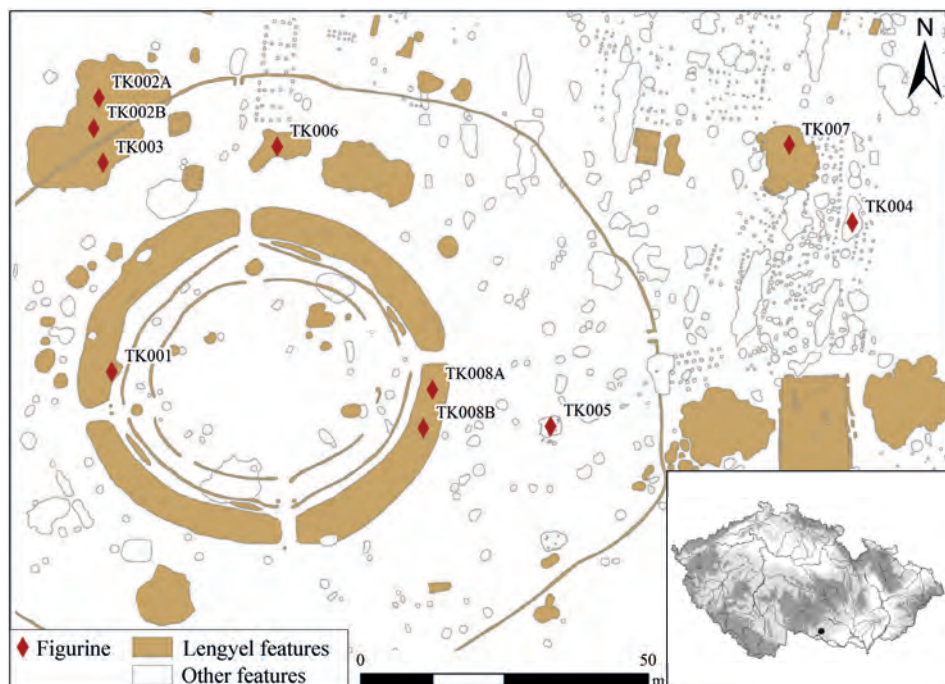 N
TK002A
TK002B
TK003
TK006
TK007
TK004
TK001
TK008A
TK008B
TK005
Figurine
Lengyel features
Other features
0 50
m